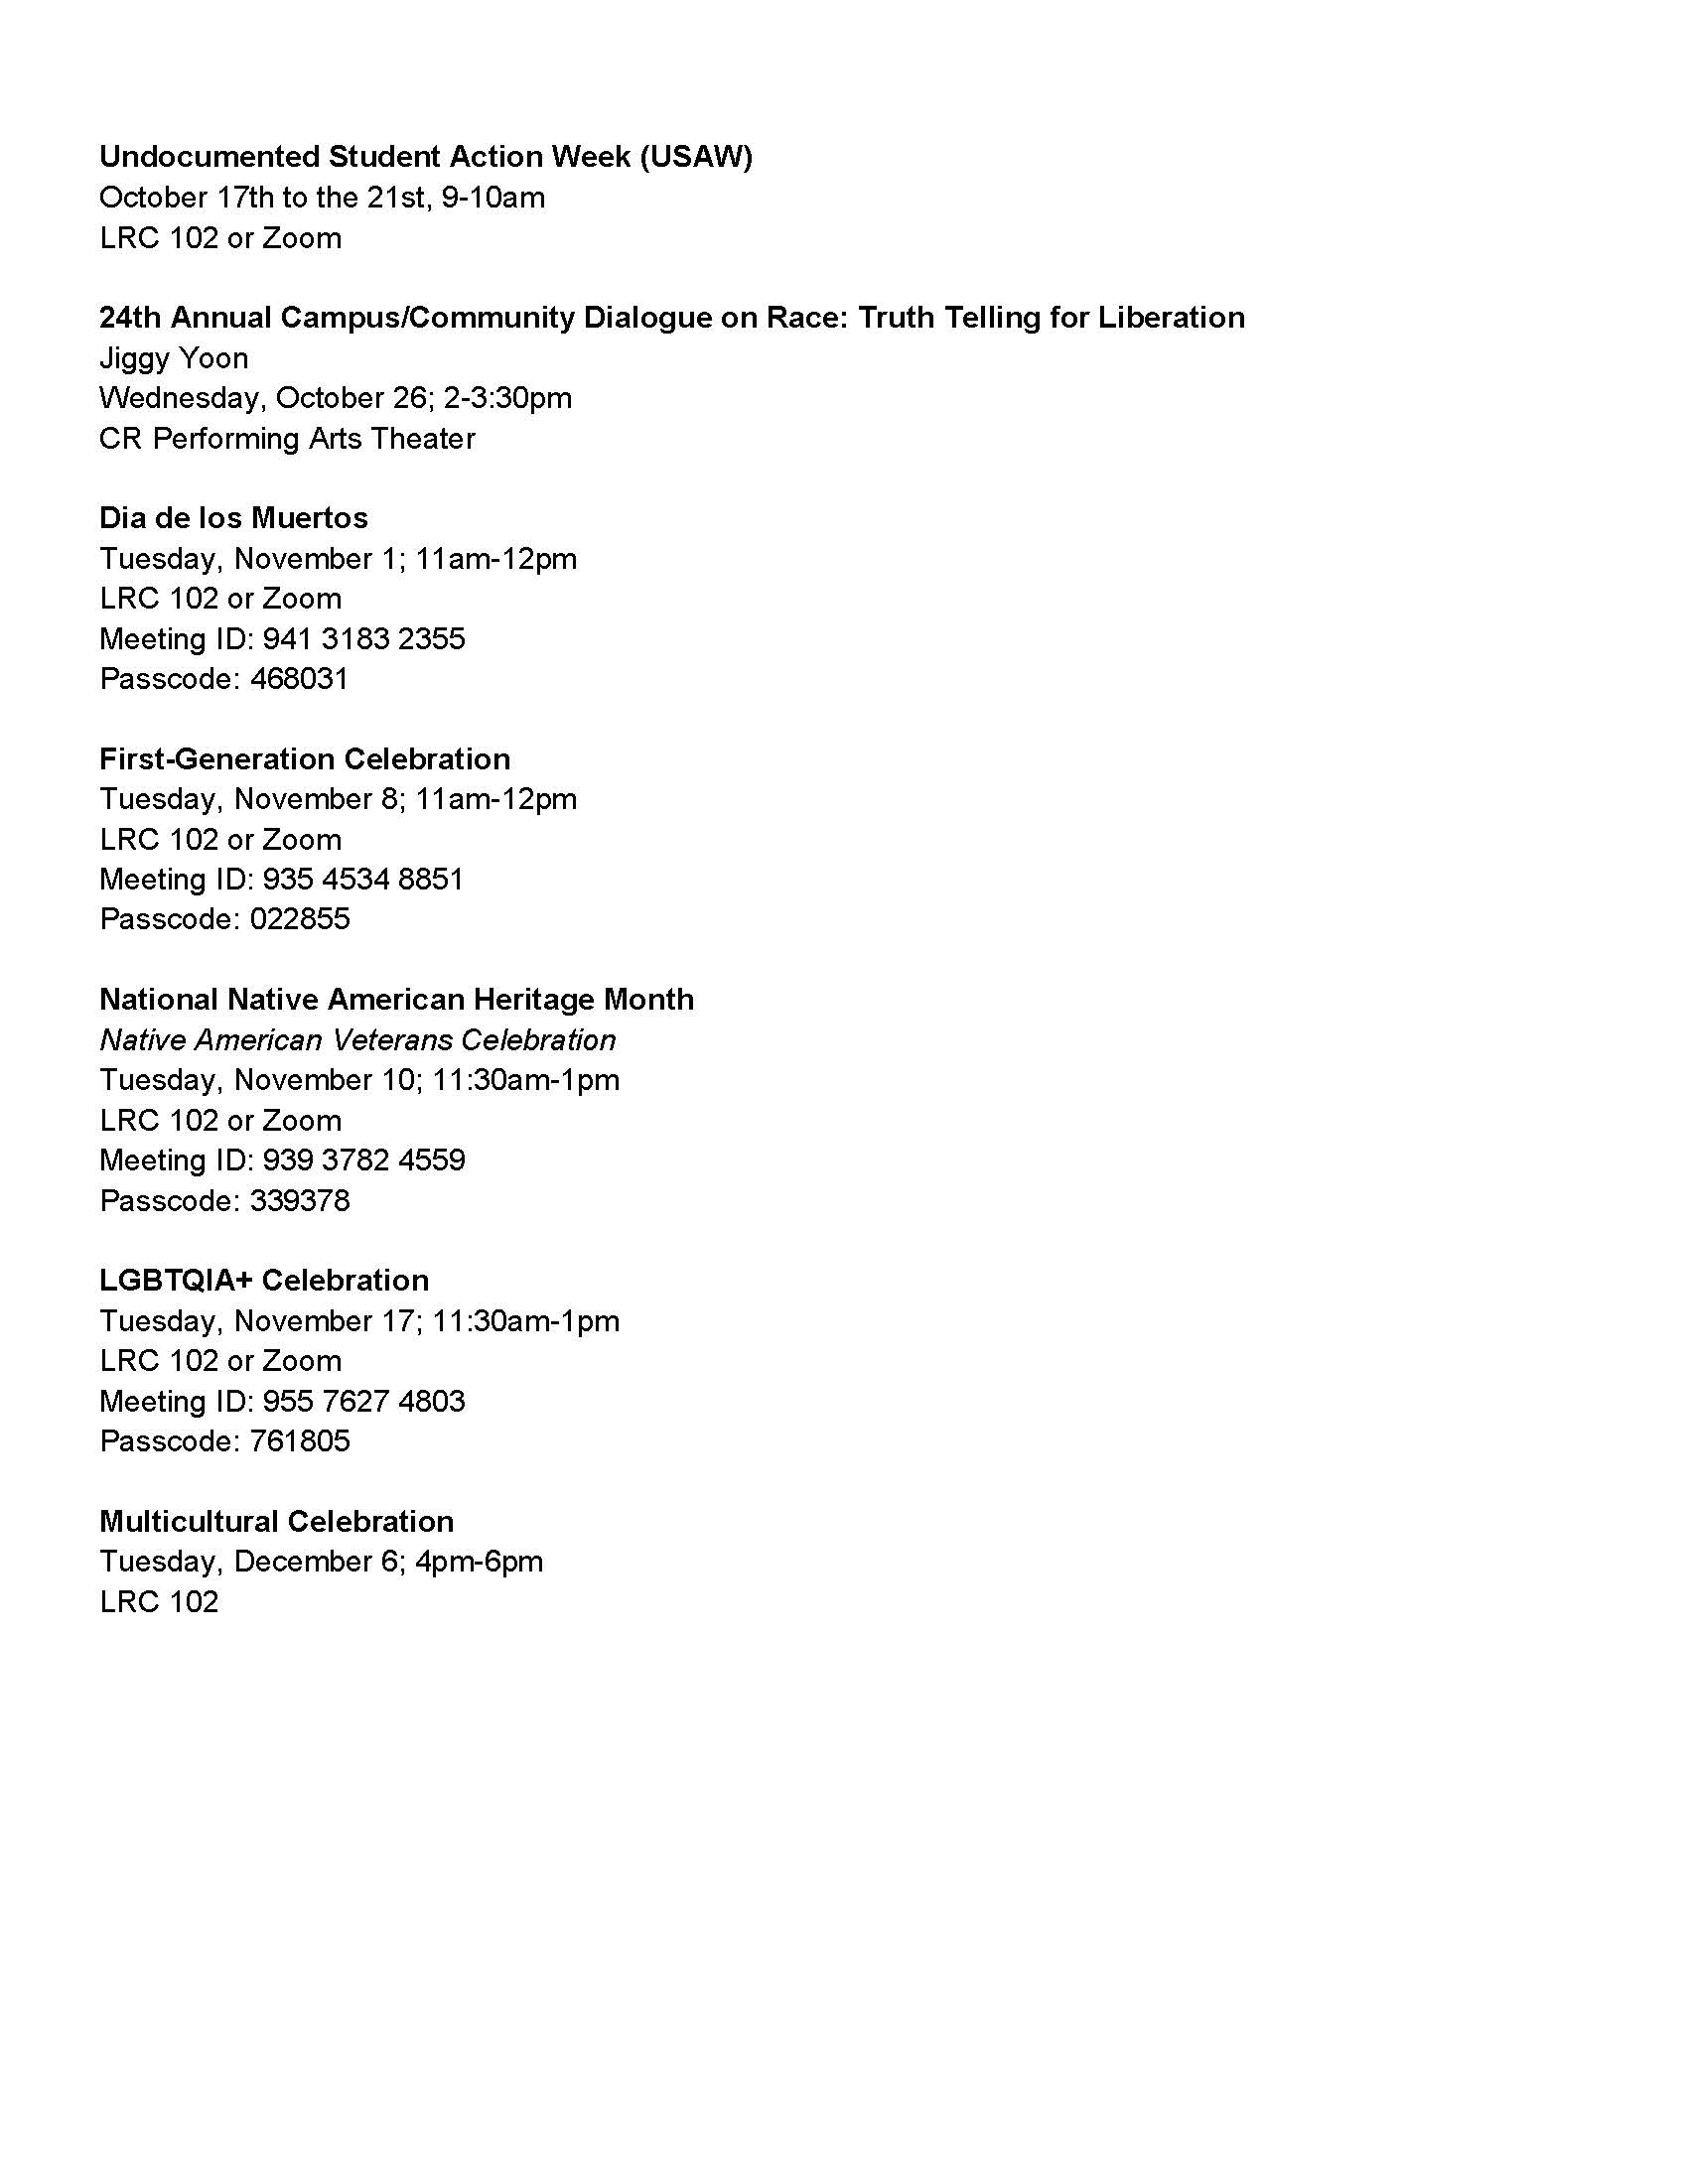 Undocumented Student Action Week (USAW)
October 17th to the 21st, 9-10am
LRC 102 or Zoom
24th Annual Campus/Community Dialogue on Race: Truth Telling for Liberation
Jiggy Yoon
Wednesday, October 26; 2-3:30pm
CR Performing Arts Theater
Dia de los Muertos
Tuesday, November 1; 11am-12pm
LRC 102 or Zoom
Meeting ID: 941 3183 2355
Passcode: 468031
First-Generation Celebration
Tuesday, November 8; 11am-12pm
LRC 102 or Zoom
Meeting ID: 935 4534 8851
Passcode: 022855
National Native American Heritage Month
Native American Veterans Celebration
Tuesday, November 10; 11:30am-1pm
LRC 102 or Zoom
Meeting ID: 939 3782 4559
Passcode: 339378
LGBTQIA+ Celebration
Tuesday, November 17; 11:30am-1pm
LRC 102 or Zoom
Meeting ID: 955 7627 4803
Passcode: 761805
Multicultural Celebration
Tuesday, December 6; 4pm-6pm
LRC 102